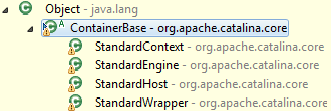 Object - java.lang
ContainerBase - org.apache.catalina.core
StandardContext - org.apache.catalina.core
StandardEngine - org.apache.catalina.core
StandardHost - org.apache.catalina.core
StandardWrapper - org.apache.catalina.core